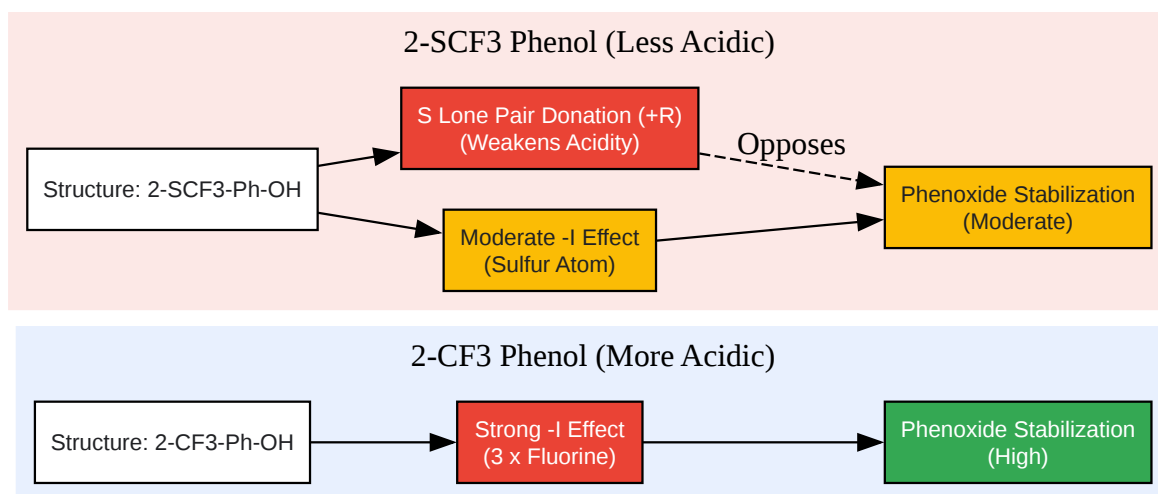 2-SCF3 Phenol (Less Acidic)
S Lone Pair Donation (+R)
(Weakens Acidity)
Opposes
Structure: 2-SCF3-Ph-OH
Phenoxide Stabilization
(Moderate)
Moderate -I Effect
(Sulfur Atom)
2-CF3 Phenol (More Acidic)
Structure: 2-CF3-Ph-OH
Strong -I Effect
(3 x Fluorine)
Phenoxide Stabilization
(High)